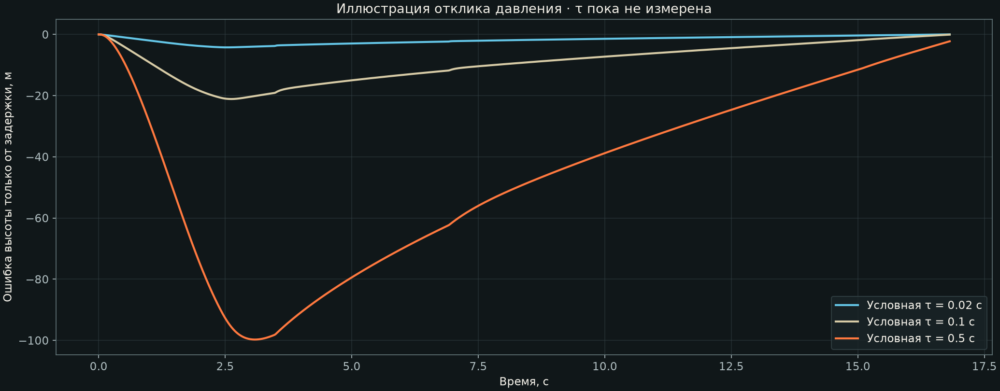 Иллюстрация отклика давления · τ пока не измерена
Ошибка высоты только от задержки, м
0
−20
−40
−60
−80
−100
0.0
2.5
5.0
7.5
10.0
12.5
15.0
17.5
Время, с
Условная τ = 0.02 с
Условная τ = 0.1 с
Условная τ = 0.5 с